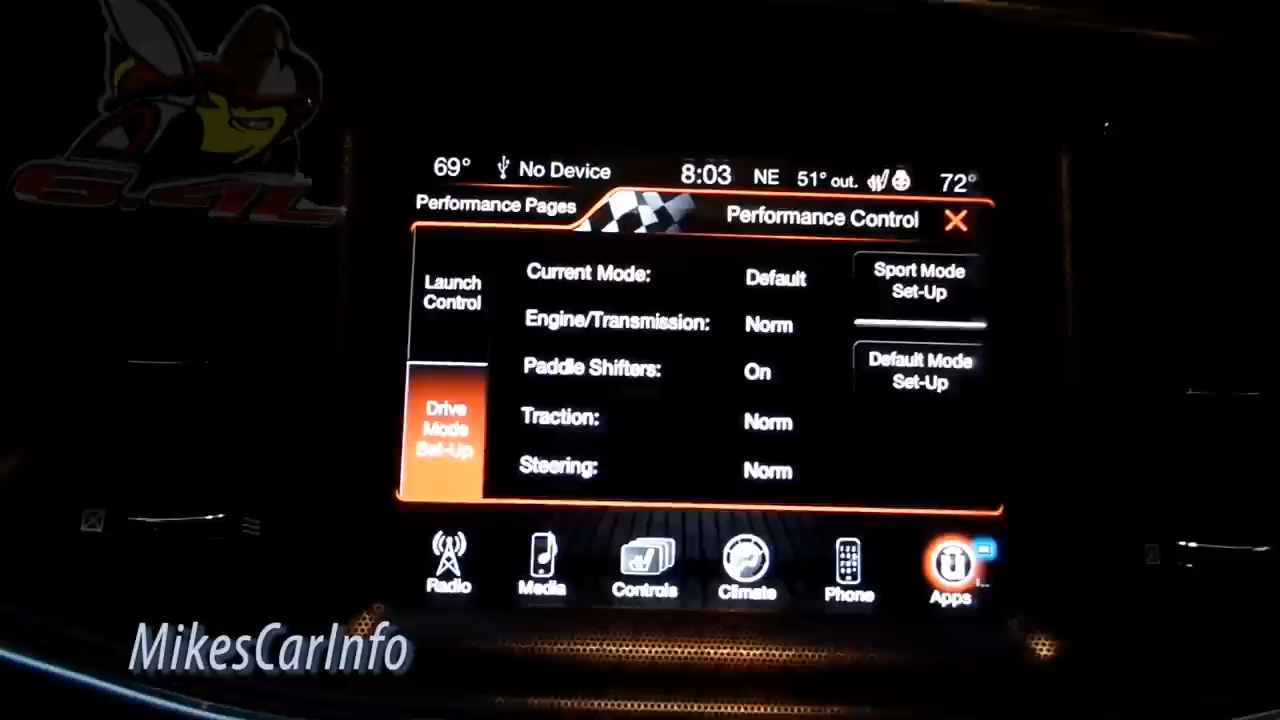 6.4L
69° No Device 8:03 NE 51° out. 72°
Performance Pages
Performance Control
Launch
Control
Drive
Mode
Set-Up
Current Mode: Default
Engine/Transmission: Norm
Paddle Shifters: On
Traction: Norm
Steering: Norm
Sport Mode
Set-Up
Default Mode
Set-Up
Radio
Media
Controls
Climate
Phone
Apps
MikesCarInfo